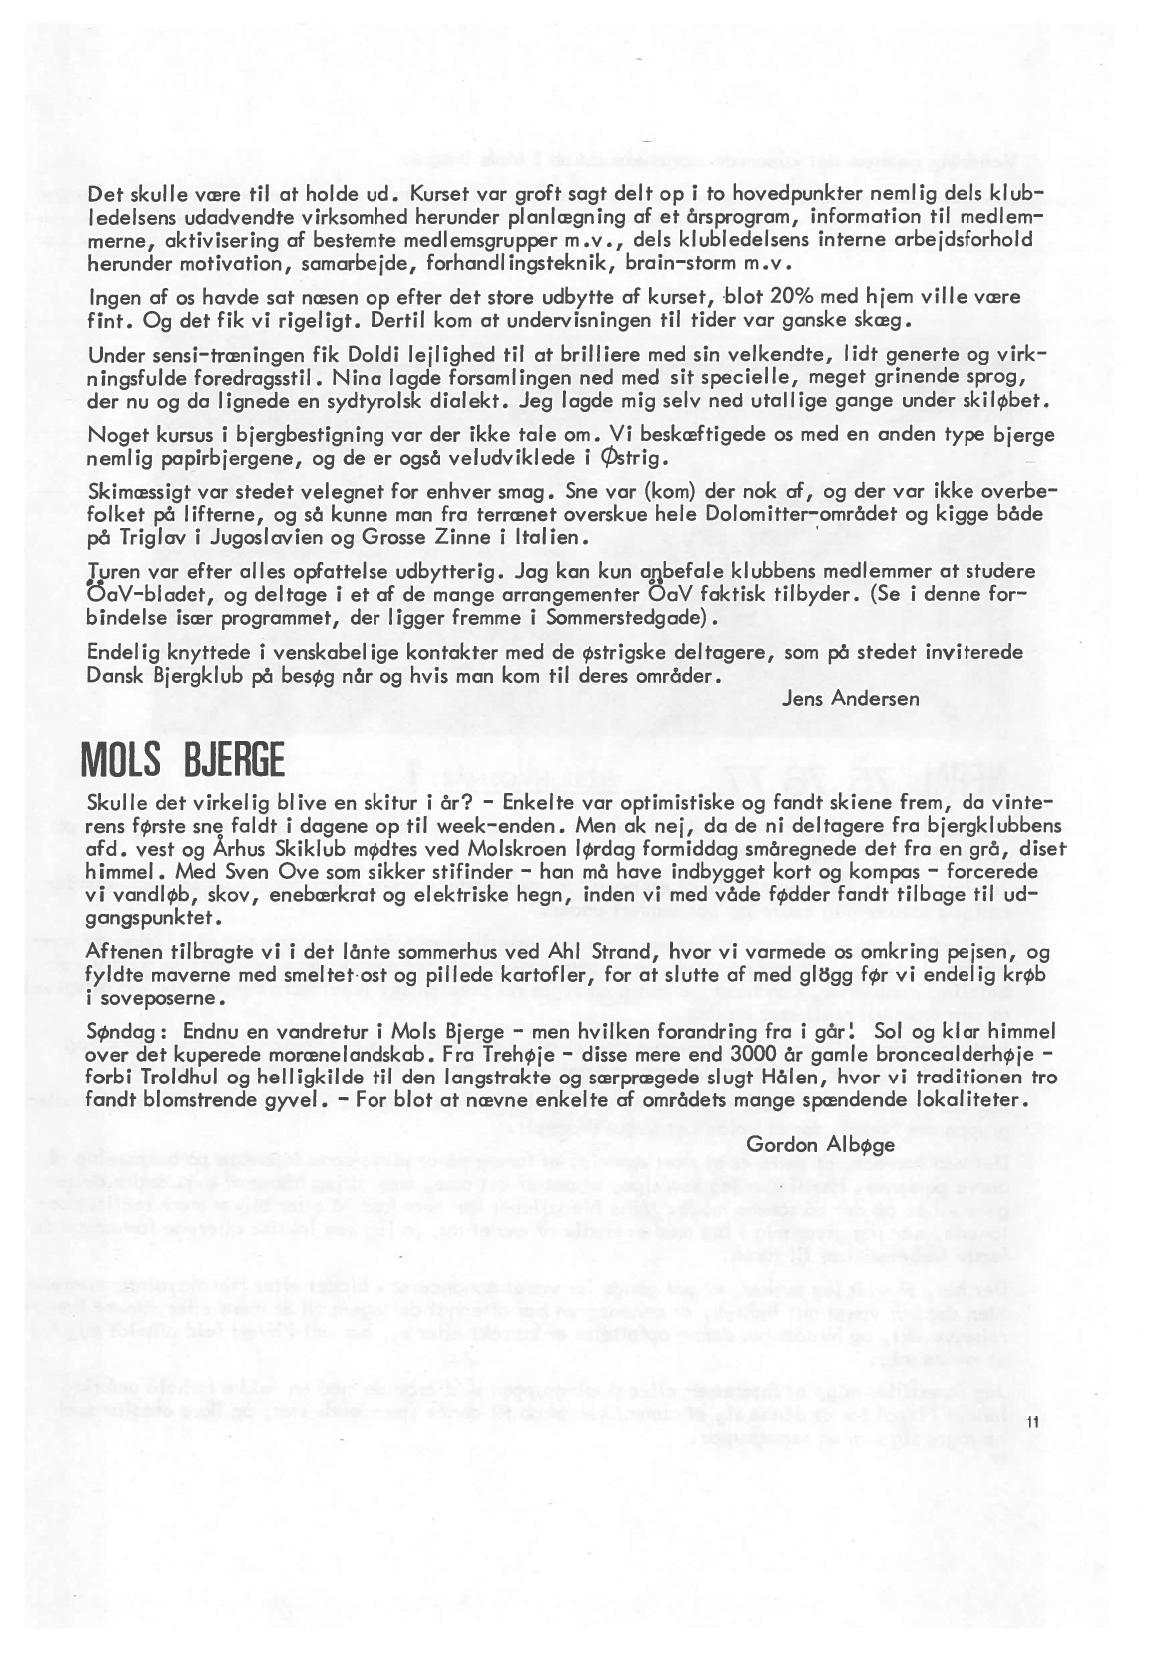 Det skulle være til at holde ud. Kurset var groft sagt delt op i to hovedpunkter nemlig dels klub-
ledelsens udadvendte virksomhed herunder planlægning af et årsprogram, information til medlem-
merne, aktivisering af bestemte medlemsgrupper m.v., dels klubledelsens interne arbejdsforhold
herunder motivation, samarbejde, forhandlingsteknik, brain-storm m.v.
Ingen af os havde sat næsen op efter det store udbytte af kurset, blot 20% med hjem ville være
fint. Og det fik vi rigeligt. Dertil kom at undervisningen til tider var ganske skæg.
Under sensi-træningen fik Doldi lejlighed til at brilliere med sin velkendte, lidt generte og virk-
ningsfulde foredragsstil. Nina lagde forsamlingen ned med sit specielle, meget grinende sprog,
der nu og da lignede en sydtyrolsk dialekt. Jeg lagde mig selv ned utallige gange under skiløbet.
Noget kursus i bjergbestigning var der ikke tale om. Vi beskæftigede os med en anden type bjerge
nemlig papirbjergene, og de er også veludviklede i Østrig.
Skimæssigt var stedet velegnet for enhver smag. Sne var (kom) der nok af, og der var ikke overbe-
folket på lifterne, og så kunne man fra terrænet overskue hele Dolomitter-området og kigge både
på Triglav i Jugoslavien og Grosse Zinne i Italien.
Turen var efter alles opfattelse udbytterig. Jag kan kun anbefale klubbens medlemmer at studere
ÖaV-bladet, og deltage i et af de mange arrangementer ÖaV faktisk tilbyder. (Se i denne for-
bindelse især programmet, der ligger fremme i Sommerstedgade).
Endelig knyttede i venskabelige kontakter med de østrigske deltagere, som på stedet inviterede
Dansk Bjergklub på besøg når og hvis man kom til deres områder.
Jens Andersen
MOLS BJERGE
Skulle det virkelig blive en skitur i år? - Enkelte var optimistiske og fandt skiene frem, da vinte-
rens første sne faldt i dagene op til week-enden. Men ak nej, da de ni deltagere fra bjergklubbens
afd. vest og Århus Skiklub mødtes ved Molskroen lørdag formiddag småregnede det fra en grå, diset
himmel. Med Sven Ove som sikker stifinder - han må have indbygget kort og kompas - forcerede
vi vandløb, skov, enebærkrat og elektriske hegn, inden vi med våde fødder fandt tilbage til ud-
gangspunktet.
Aftenen tilbragte vi i det lånte sommerhus ved Ahl Strand, hvor vi varmede os omkring pejsen, og
fyldte maverne med smeltet ost og pillede kartofler, for at slutte af med glögg før vi endelig krøb
i soveposerne.
Søndag: Endnu en vandretur i Mols Bjerge - men hvilken forandring fra i går! Sol og klar himmel
over det kuperede morænelandskab. Fra Trehøje - disse mere end 3000 år gamle broncealderhøje -
forbi Troldhul og helligkilde til den langstrakte og særprægede slugt Hålen, hvor vi traditionen tro
fandt blomstrende gyvel. - For blot at nævne enkelte af områdets mange spændende lokaliteter.
Gordon Albøge
11